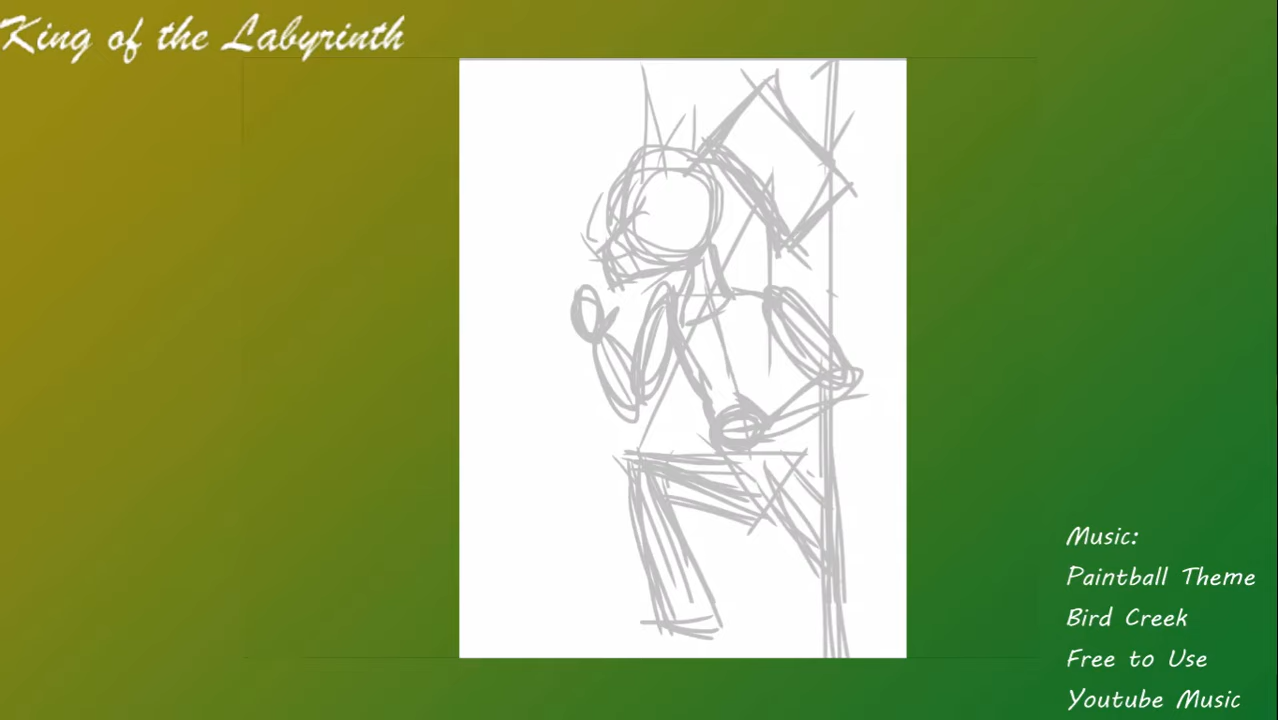 King of the Labyrinth
Music:
Paintball Theme
Bird Creek
Free to Use
Youtube Music